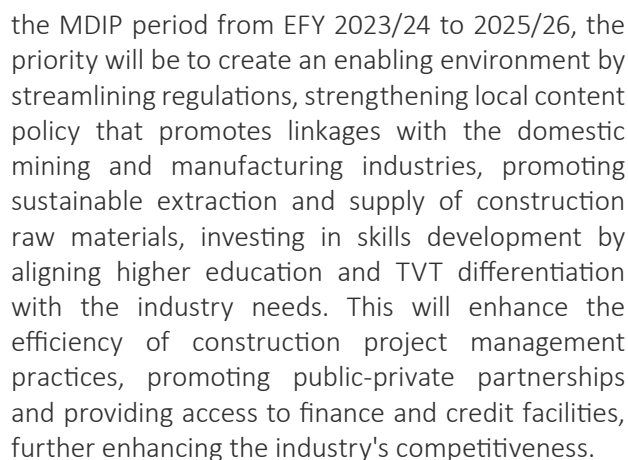 the MDIP period from EFY 2023/24 to 2025/26, the
priority will be to create an enabling environment by
streamlining regulations, strengthening local content
policy that promotes linkages with the domestic
mining and manufacturing industries, promoting
sustainable extraction and supply of construction
raw materials, investing in skills development by
aligning higher education and TVT differentiation
with the industry needs. This will enhance the
efficiency of construction project management
practices, promoting public-private partnerships
and providing access to finance and credit facilities,
further enhancing the industry's competitiveness.